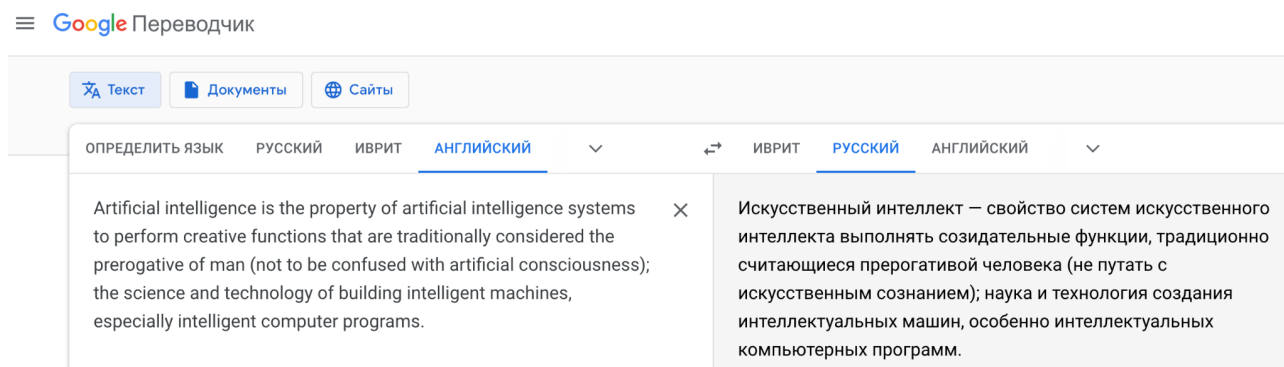 Google Переводчик
Текст
Документы
Сайты
ОПРЕДЕЛИТЬ ЯЗЫК РУССКИЙ ИВРИТ АНГЛИЙСКИЙ
ИВРИТ РУССКИЙ АНГЛИЙСКИЙ
Artificial intelligence is the property of artificial intelligence systems
to perform creative functions that are traditionally considered the
prerogative of man (not to be confused with artificial consciousness);
the science and technology of building intelligent machines,
especially intelligent computer programs.
Искусственный интеллект — свойство систем искусственного
интеллекта выполнять созидательные функции, традиционно
считающиеся прерогативой человека (не путать с
искусственным сознанием); наука и технология создания
интеллектуальных машин, особенно интеллектуальных
компьютерных программ.